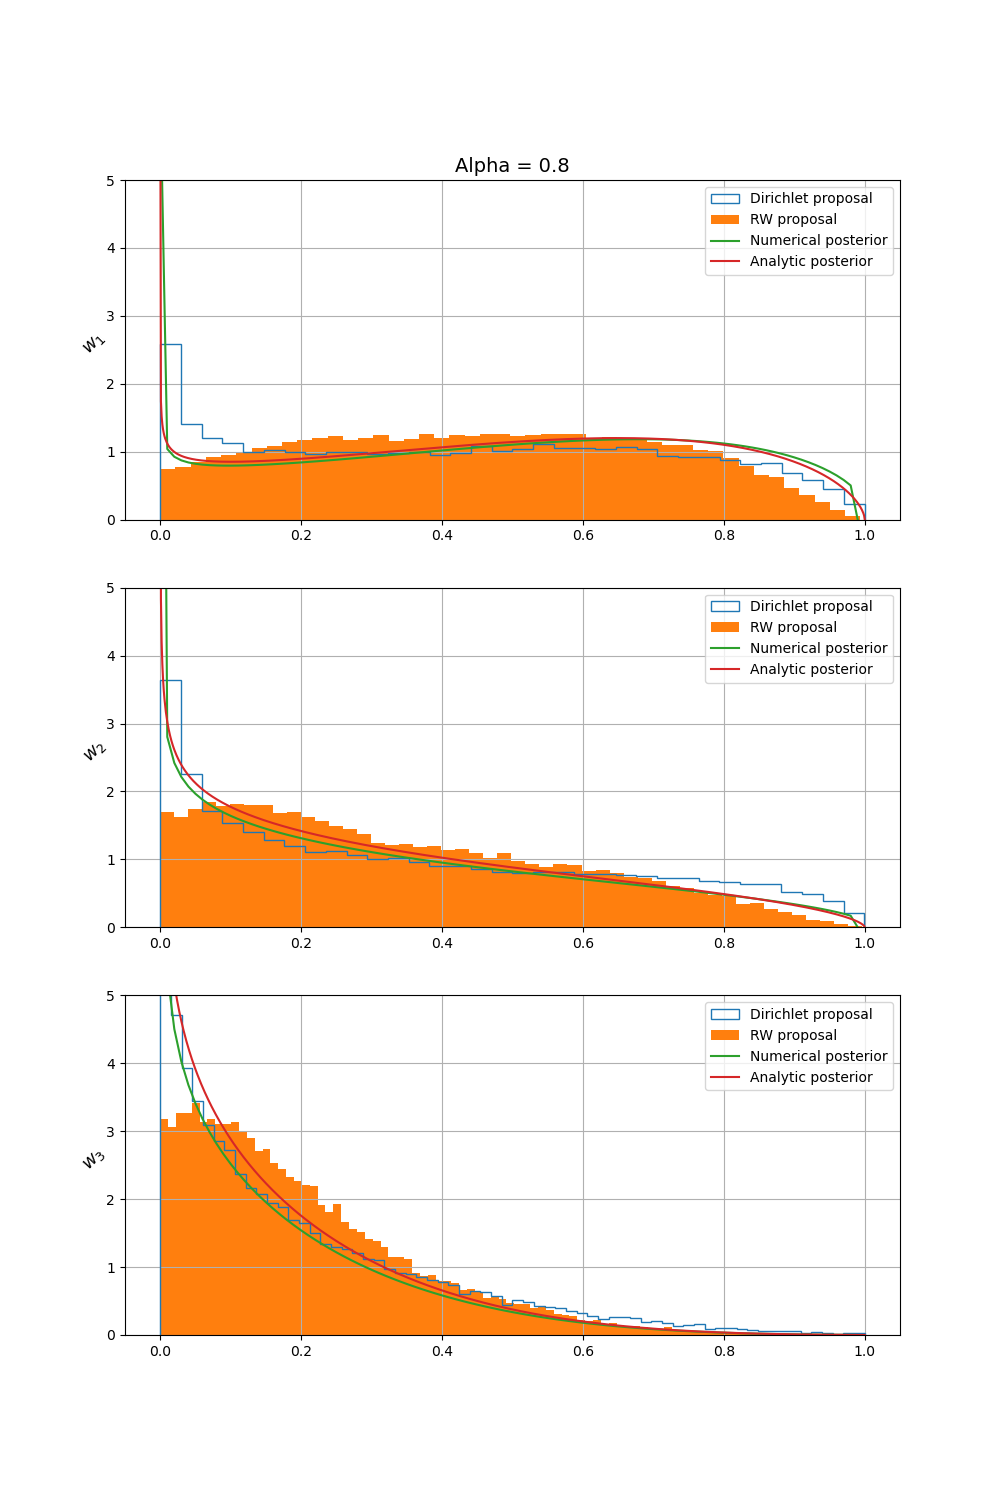 Alpha = 0.8
5
4
3
2
1
0
w1
Dirichlet proposal
RW proposal
Numerical posterior
Analytic posterior
0.0 0.2 0.4 0.6 0.8 1.0
5
4
3
2
1
0
w2
Dirichlet proposal
RW proposal
Numerical posterior
Analytic posterior
0.0 0.2 0.4 0.6 0.8 1.0
5
4
3
2
1
0
w3
Dirichlet proposal
RW proposal
Numerical posterior
Analytic posterior
0.0 0.2 0.4 0.6 0.8 1.0